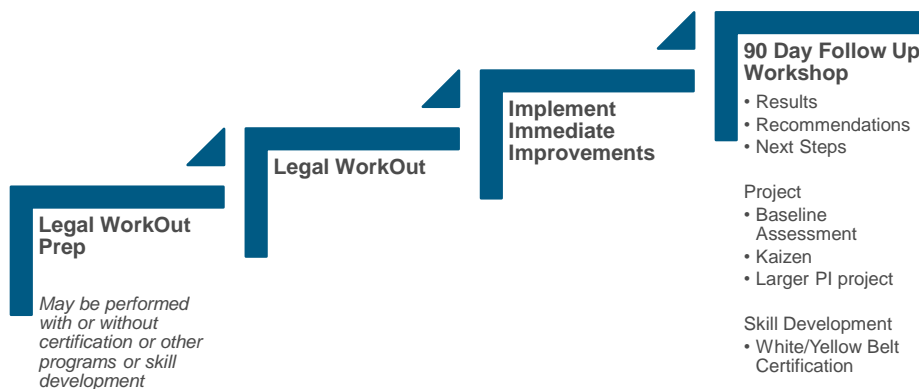 Legal WorkOut
Prep
May be performed
with or without
certification or other
programs or skill
development
Legal WorkOut
Implement
Immediate
Improvements
90 Day Follow Up
Workshop
• Results
• Recommendations
• Next Steps
Project
• Baseline
Assessment
• Kaizen
• Larger PI project
Skill Development
• White/Yellow Belt
Certification